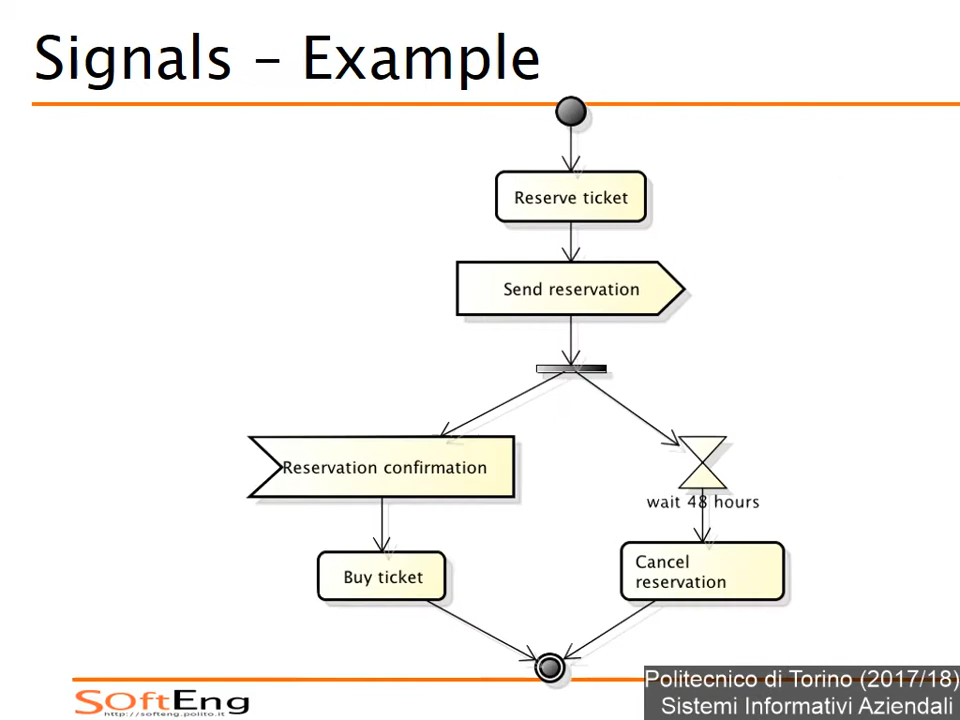 Signals – Example
Reserve ticket
Send reservation
Reservation confirmation
wait 48 hours
Buy ticket
Cancel
reservation
SOftEng
http://softeng.polito.it
Politecnico di Torino (2017/18)
Sistemi Informativi Aziendali